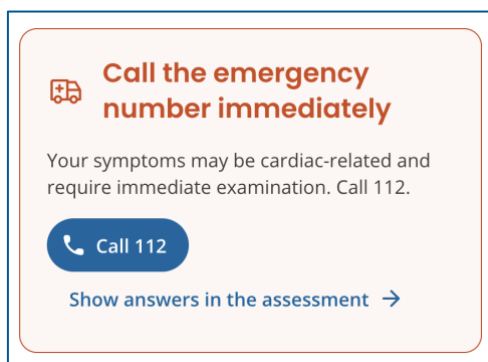 Call the emergency
number immediately
Your symptoms may be cardiac-related and
require immediate examination. Call 112.
Call 112
Show answers in the assessment